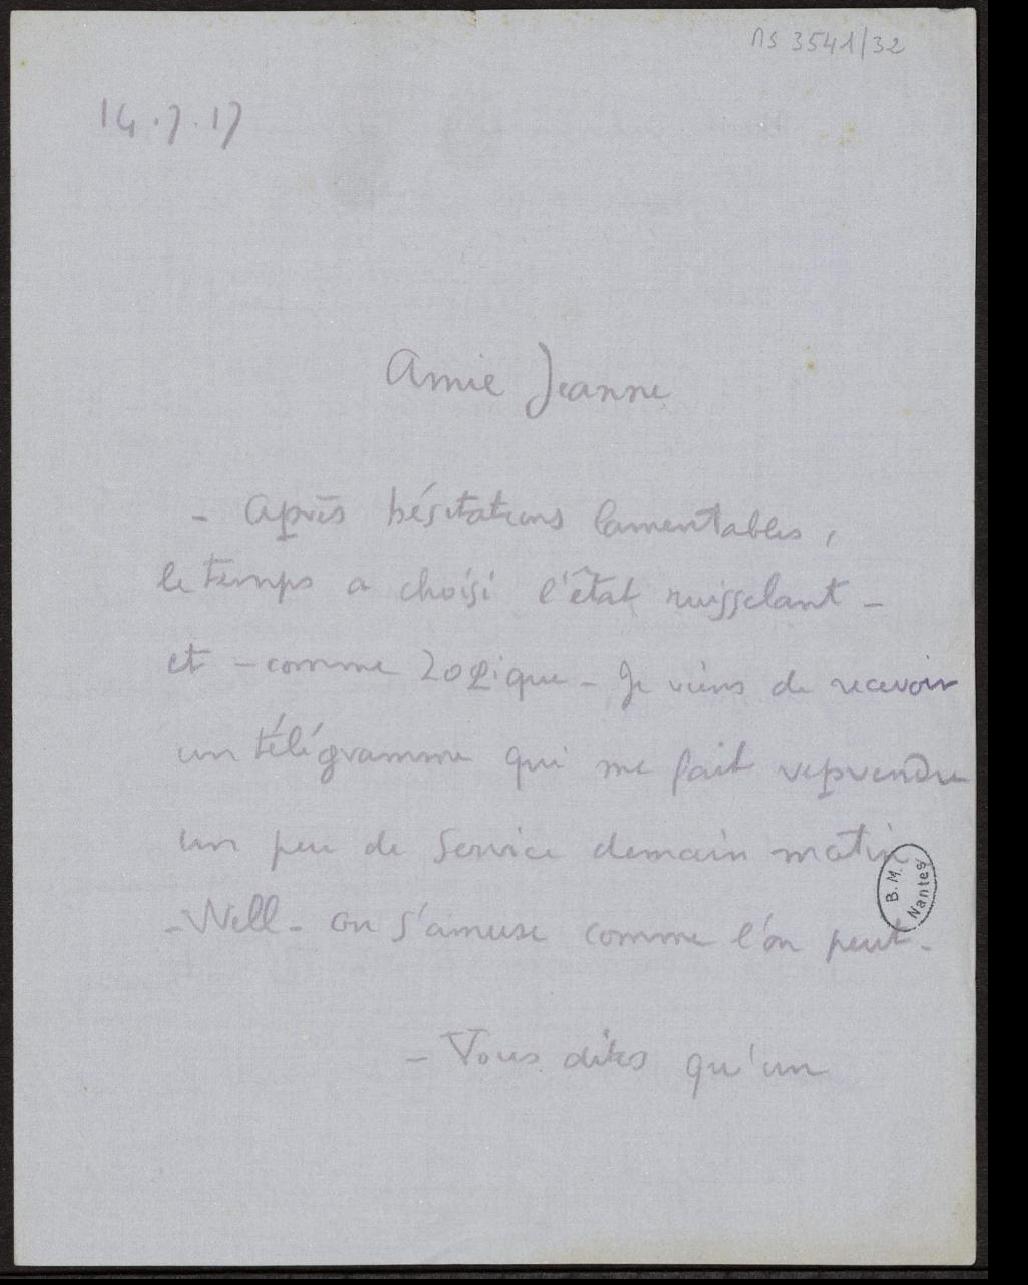 Ms 3541/32
14.7.17
Amie Jeanne
- Après hésitations lamentables,
le temps a choisi l'état ruisselant -
et - comme Logique - Je viens de recevoir
un télégramme qui me fait reprendre
un peu de Service demain matin
- Well - on s'amuse comme l'on peut -
B. M.
Nantes
- Vous dites qu'un